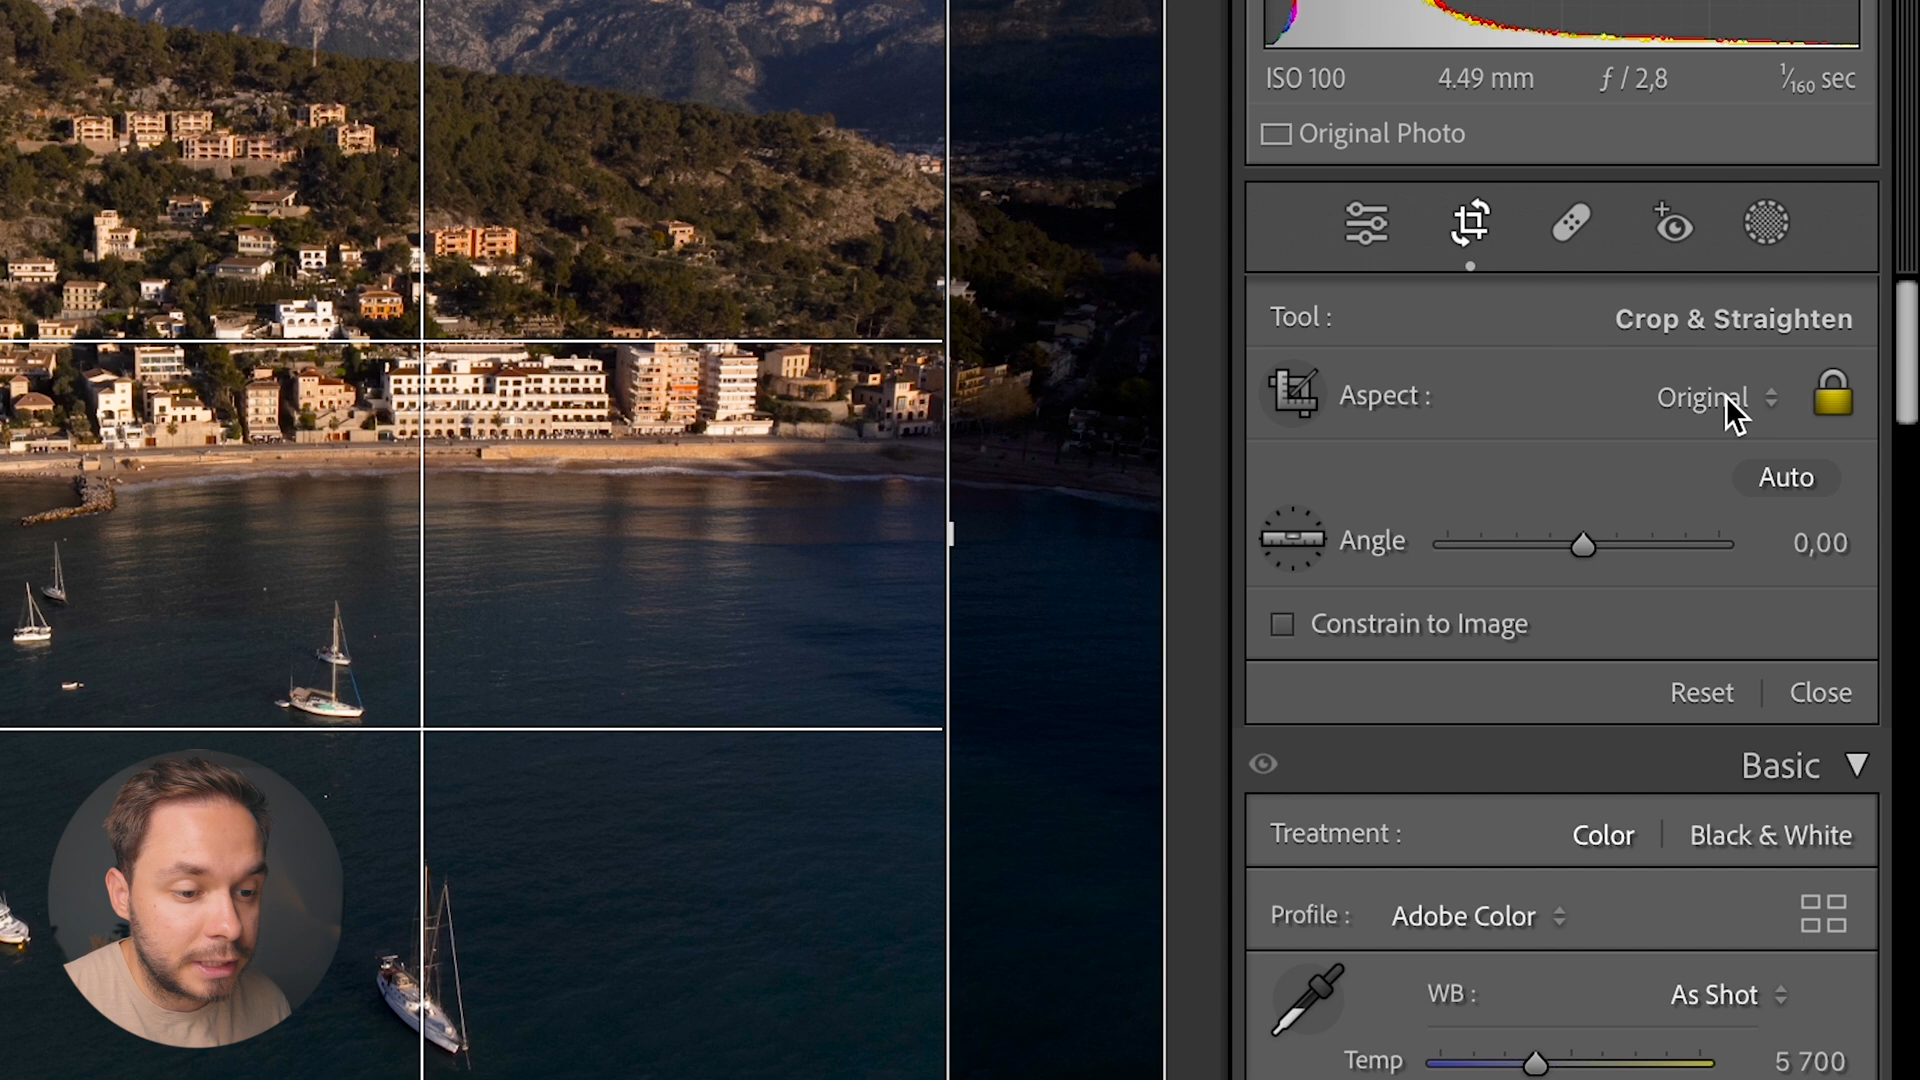 ISO 100 4.49 mm ƒ / 2,8 1/160 sec
Original Photo
Tool : Crop & Straighten
Aspect : Original
Auto
Angle 0,00
Constrain to Image
Reset Close
Basic
Treatment : Color Black & White
Profile : Adobe Color
WB : As Shot
Temp 5 700